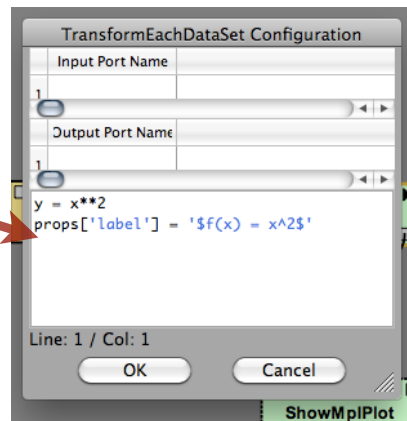 TransformEachDataSet Configuration
Input Port Name
1
Output Port Name
1
y = x**2
props['label'] = '$f(x) = x^2$'
Line: 1 / Col: 1
OK Cancel
ShowMplPlot